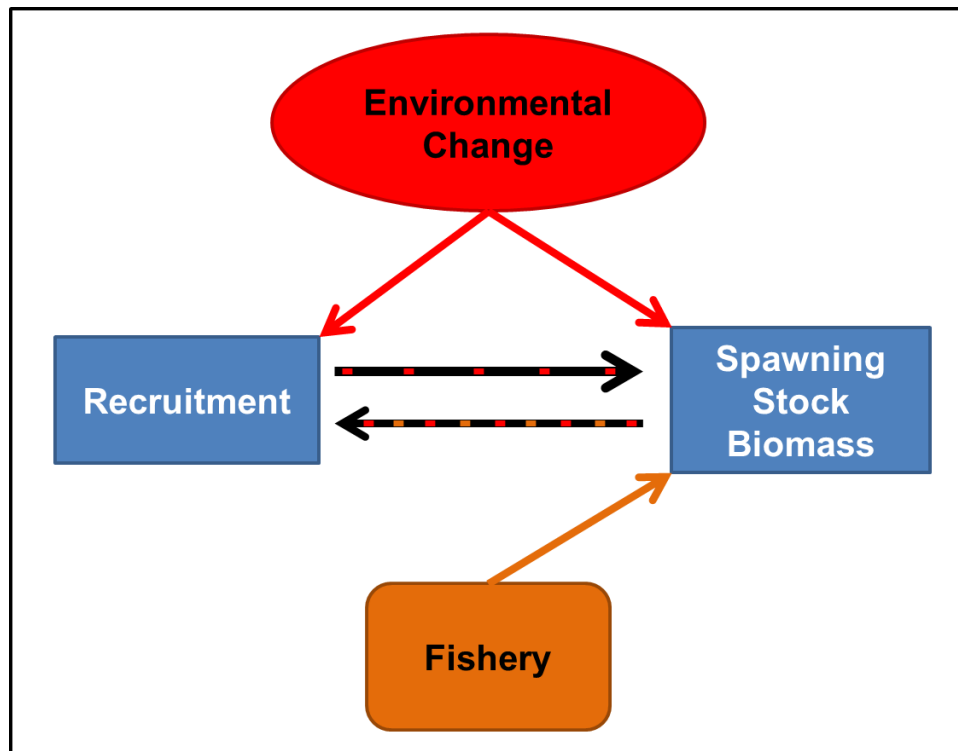 Environmental
Change
Recruitment
Spawning
Stock
Biomass
Fishery